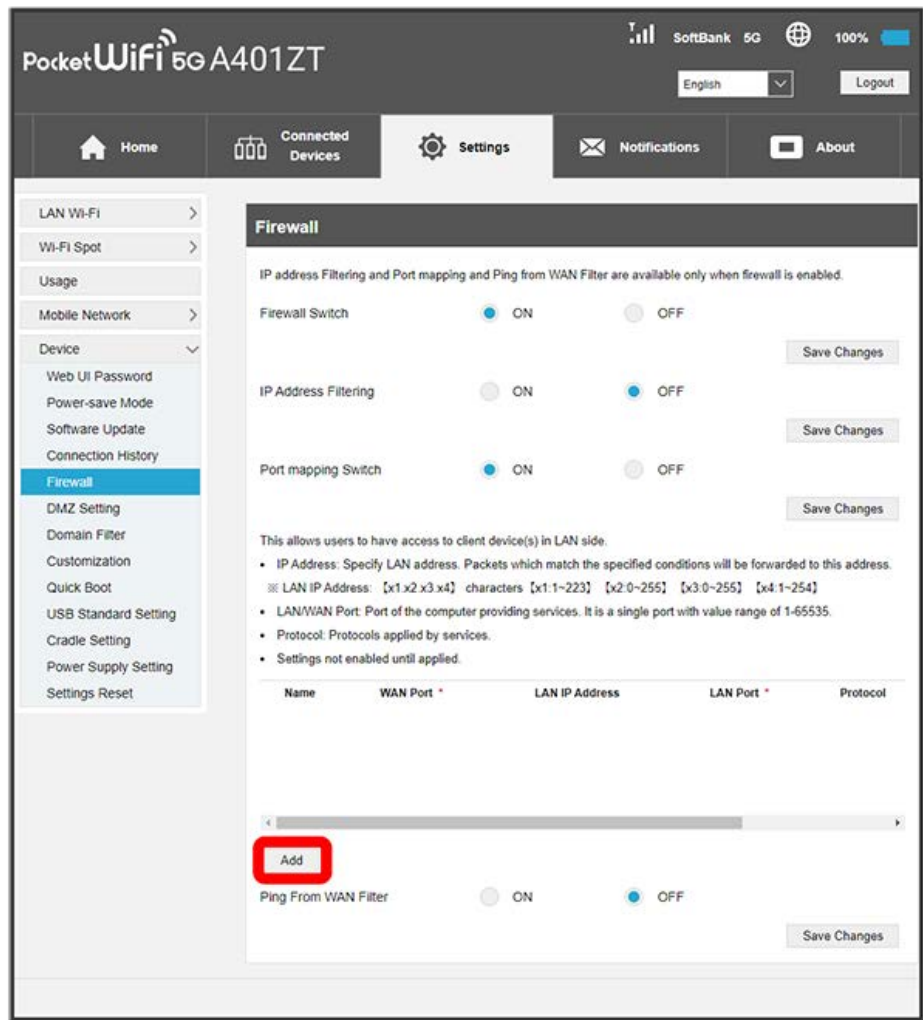 SoftBank 5G 100%
Pocket WiFi 5G A401ZT
English
Logout
Home
Connected
Devices
Settings
Notifications
About
LAN Wi-Fi
Wi-Fi Spot
Usage
Mobile Network
Device
Web UI Password
Power-save Mode
Software Update
Connection History
Firewall
DMZ Setting
Domain Filter
Customization
Quick Boot
USB Standard Setting
Cradle Setting
Power Supply Setting
Settings Reset
Firewall
IP address Filtering and Port mapping and Ping from WAN Filter are available only when firewall is enabled.
Firewall Switch ON OFF
Save Changes
IP Address Filtering ON OFF
Save Changes
Port mapping Switch ON OFF
Save Changes
This allows users to have access to client device(s) in LAN side.
• IP Address: Specify LAN address. Packets which match the specified conditions will be forwarded to this address.
※ LAN IP Address: 【x1.x2.x3.x4】 characters 【x1:1~223】 【x2:0~255】 【x3:0~255】 【x4:1~254】
• LAN/WAN Port: Port of the computer providing services. It is a single port with value range of 1-65535.
• Protocol: Protocols applied by services.
• Settings not enabled until applied.
Name WAN Port * LAN IP Address LAN Port * Protocol
Add
Ping From WAN Filter ON OFF
Save Changes